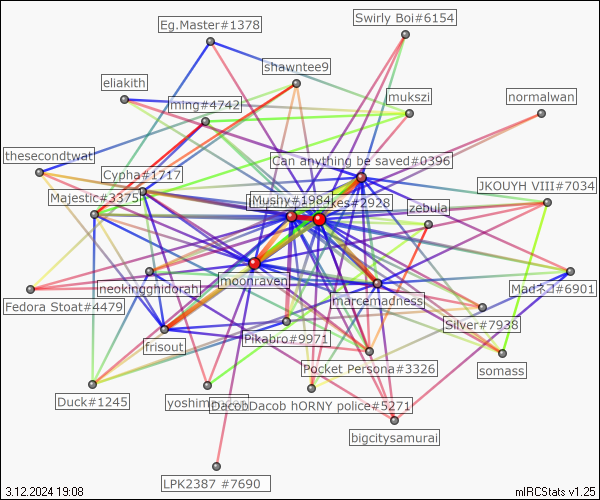 Swirly Boi#6154
Eg.Master#1378
shawntee9
eliakith
mukszi
ming#4742
normalwan
thesecondtwat
Can anything be saved#0396
Cypha#1717
JKOUYH VIII#7034
Majestic#3375
Mushy#1984
kes#2928
zebula
moonraven
neokingghidorah
marcemadness
Madネコ#6901
Fedora Stoat#4479
Silver#7938
Pikabro#9971
frisout
Pocket Persona#3326
somass
Duck#1245
DacobDacob hORNY police#5271
bigcitysamurai
LPK2387 #7690
3.12.2024 19:08
mIRCStats v1.25